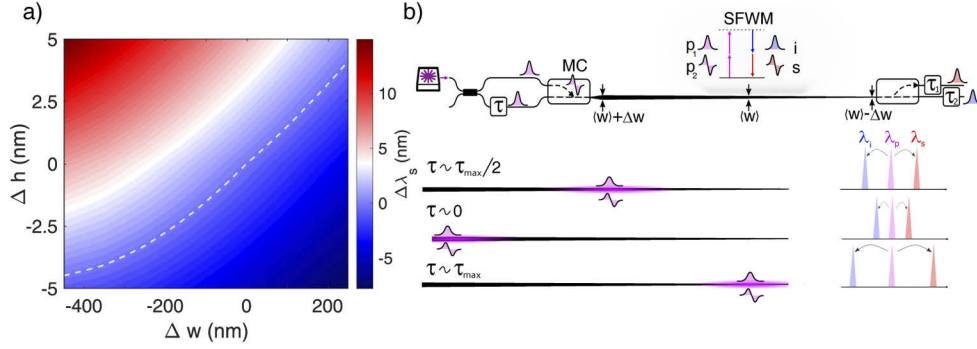 a)
5
2.5
0
-2.5
-5
Δ h (nm)
-400
-200
0
200
Δ w (nm)
10
5
0
-5
Δλs (nm)
b)
SFWM
p1
p2
i
s
MC
τ
τ1
τ2
⟨w⟩+Δw
⟨w⟩
⟨w⟩-Δw
τ ~ τmax/2
λi
λp
λs
τ ~ 0
τ ~ τmax